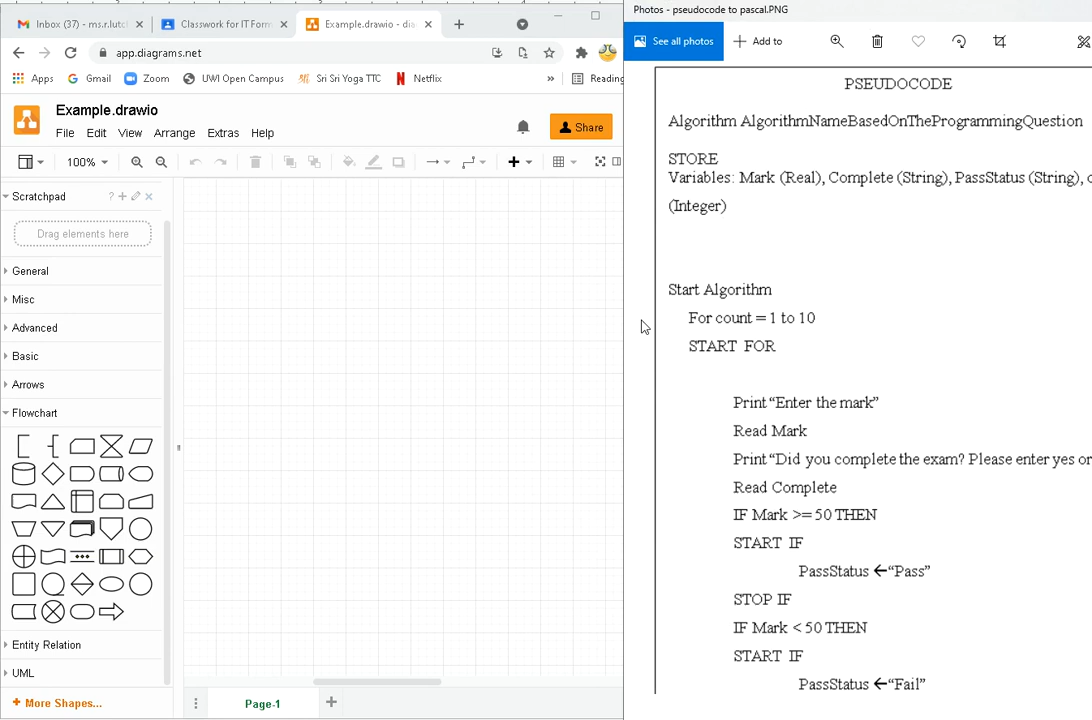 Inbox (37) - ms.r.lutch
Classwork for IT Form
Example.drawio - dia
app.diagrams.net
Apps
Gmail
Zoom
UWI Open Campus
Sri Sri Yoga TTC
Netflix
»
Reading
Example.drawio
File Edit View Arrange Extras Help
Share
100%
Scratchpad
Drag elements here
General
Misc
Advanced
Basic
Arrows
Flowchart
Entity Relation
UML
+ More Shapes...
Page-1
Photos - pseudocode to pascal.PNG
See all photos
Add to
PSEUDOCODE
Algorithm AlgorithmNameBasedOnTheProgrammingQuestion
STORE
Variables: Mark (Real), Complete (String), PassStatus (String),
(Integer)
Start Algorithm
For count = 1 to 10
START FOR
Print “Enter the mark”
Read Mark
Print “Did you complete the exam? Please enter yes or
Read Complete
IF Mark >= 50 THEN
START IF
PassStatus ←“Pass”
STOP IF
IF Mark < 50 THEN
START IF
PassStatus ←“Fail”